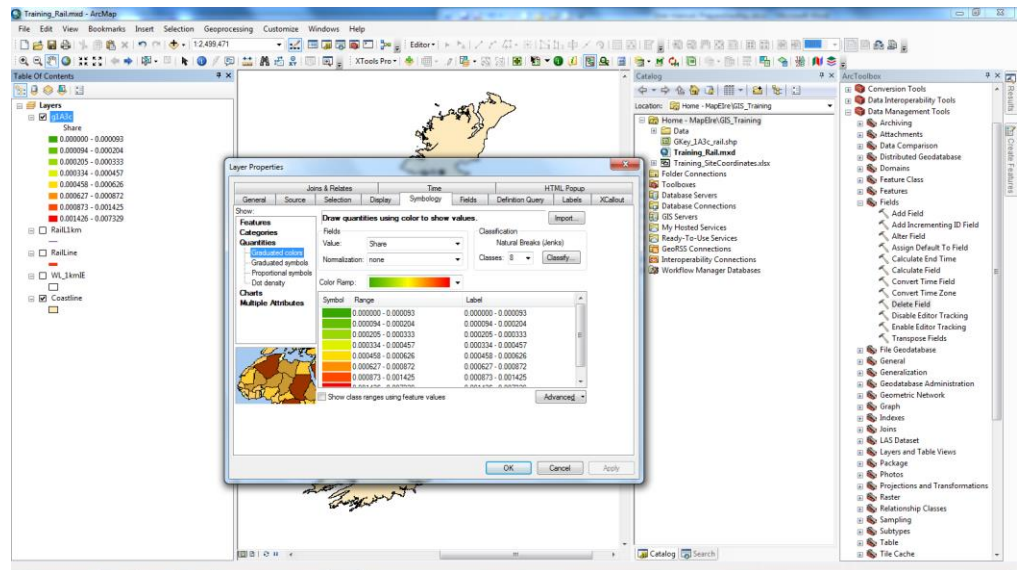 Training_Rail.mxd - ArcMap
File Edit View Bookmarks Insert Selection Geoprocessing Customize Windows Help
1:2,499,471
Editor
XTools Pro
Table Of Contents
Layers
g1A3c
Share
0.000000 - 0.000093
0.000094 - 0.000204
0.000205 - 0.000333
0.000334 - 0.000457
0.000458 - 0.000626
0.000627 - 0.000872
0.000873 - 0.001425
0.001426 - 0.007329
RailLine
WL_1kmIE
Coastline
Layer Properties
Joins & Relates Time HTML Popup
General Source Selection Display Symbology Fields Definition Query Labels XCallout
Show:
Features
Categories
Quantities
Graduated colors
Graduated symbols
Proportional symbols
Dot density
Charts
Multiple Attributes
Draw quantities using color to show values.
Import...
Fields
Value: Share
Normalization: none
Classification
Natural Breaks (Jenks)
Classes: 8 Classify...
Color Ramp:
Symbol Range Label
0.000000 - 0.000093 0.000000 - 0.000093
0.000094 - 0.000204 0.000094 - 0.000204
0.000205 - 0.000333 0.000205 - 0.000333
0.000334 - 0.000457 0.000334 - 0.000457
0.000458 - 0.000626 0.000458 - 0.000626
0.000627 - 0.000872 0.000627 - 0.000872
0.000873 - 0.001425 0.000873 - 0.001425
Show class ranges using feature values
Advanced
OK Cancel Apply
Catalog
Location: Home - MapEIre\GIS_Training
Home - MapEIre\GIS_Training
Data
GKey_1A3c_rail.shp
Training_Rail.mxd
Training_SiteCoordinates.xlsx
Folder Connections
Toolboxes
Database Servers
Database Connections
GIS Servers
My Hosted Services
Ready-To-Use Services
GeoRSS Connections
Interoperability Connections
Workflow Manager Databases
Catalog Search
ArcToolbox
Conversion Tools
Data Interoperability Tools
Data Management Tools
Archiving
Attachments
Data Comparison
Distributed Geodatabase
Domains
Feature Class
Features
Fields
Add Field
Add Incrementing ID Field
Alter Field
Assign Default To Field
Calculate End Time
Calculate Field
Convert Time Field
Convert Time Zone
Delete Field
Disable Editor Tracking
Enable Editor Tracking
Transpose Fields
File Geodatabase
General
Generalization
Geodatabase Administration
Geometric Network
Graph
Indexes
Joins
LAS Dataset
Layers and Table Views
Package
Photos
Projections and Transformations
Raster
Relationship Classes
Sampling
Subtypes
Table
Tile Cache
Results
Create Features